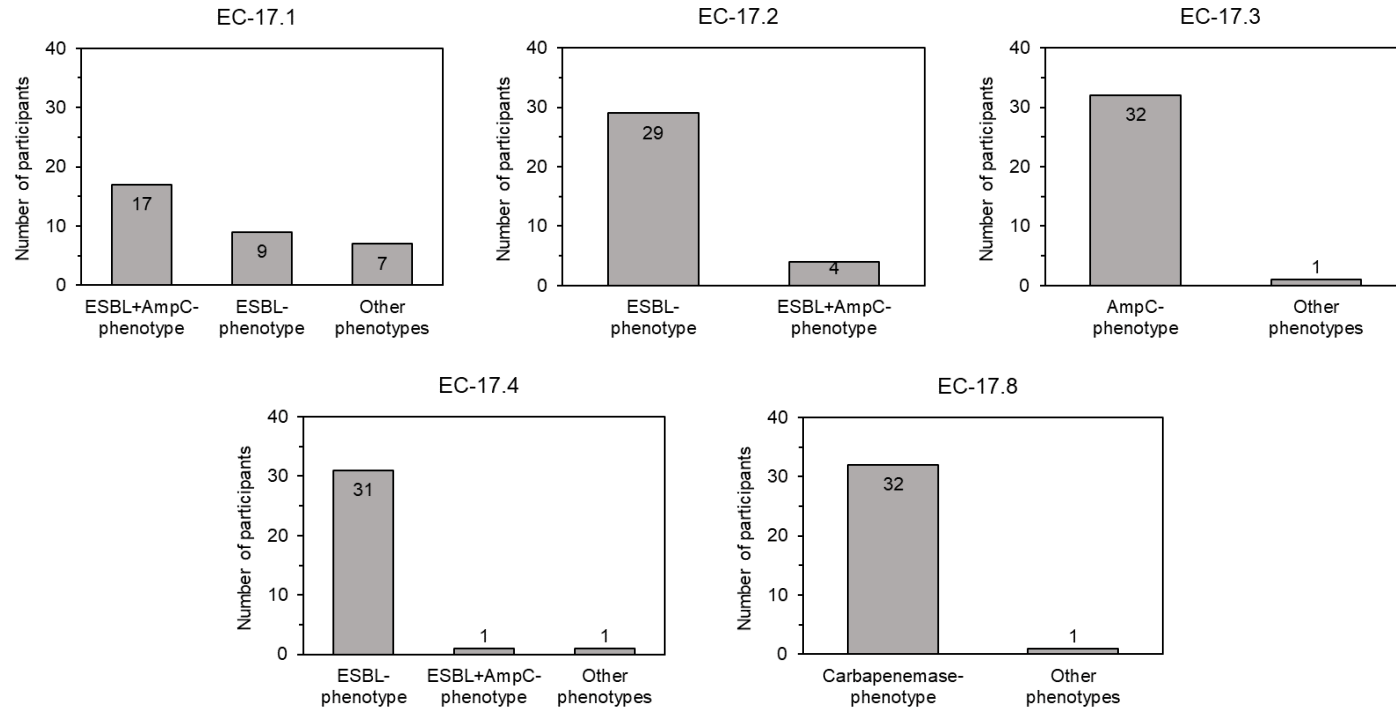 EC-17.1
Number of participants
40
30
20
10
0
17
9
7
ESBL+AmpC-
phenotype
ESBL-
phenotype
Other
phenotypes
EC-17.2
Number of participants
40
30
20
10
0
29
4
ESBL-
phenotype
ESBL+AmpC-
phenotype
EC-17.3
Number of participants
40
30
20
10
0
32
1
AmpC-
phenotype
Other
phenotypes
EC-17.4
Number of participants
40
30
20
10
0
31
1
1
ESBL-
phenotype
ESBL+AmpC-
phenotype
Other
phenotypes
EC-17.8
Number of participants
40
30
20
10
0
32
1
Carbapenemase-
phenotype
Other
phenotypes